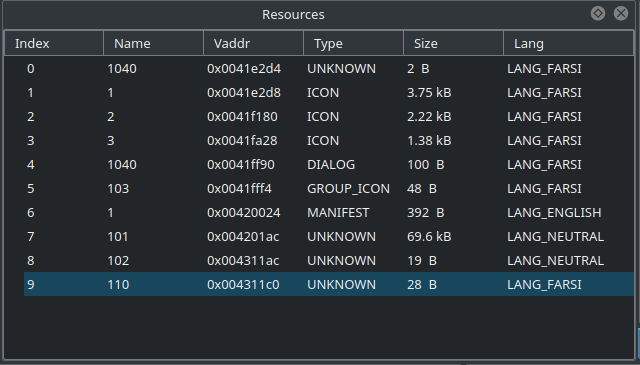 Resources
Index Name Vaddr Type Size Lang
0 1040 0x0041e2d4 UNKNOWN 2 B LANG_FARSI
1 1 0x0041e2d8 ICON 3.75 kB LANG_FARSI
2 2 0x0041f180 ICON 2.22 kB LANG_FARSI
3 3 0x0041fa28 ICON 1.38 kB LANG_FARSI
4 1040 0x0041ff90 DIALOG 100 B LANG_FARSI
5 103 0x0041fff4 GROUP_ICON 48 B LANG_FARSI
6 1 0x00420024 MANIFEST 392 B LANG_ENGLISH
7 101 0x004201ac UNKNOWN 69.6 kB LANG_NEUTRAL
8 102 0x004311ac UNKNOWN 19 B LANG_NEUTRAL
9 110 0x004311c0 UNKNOWN 28 B LANG_FARSI